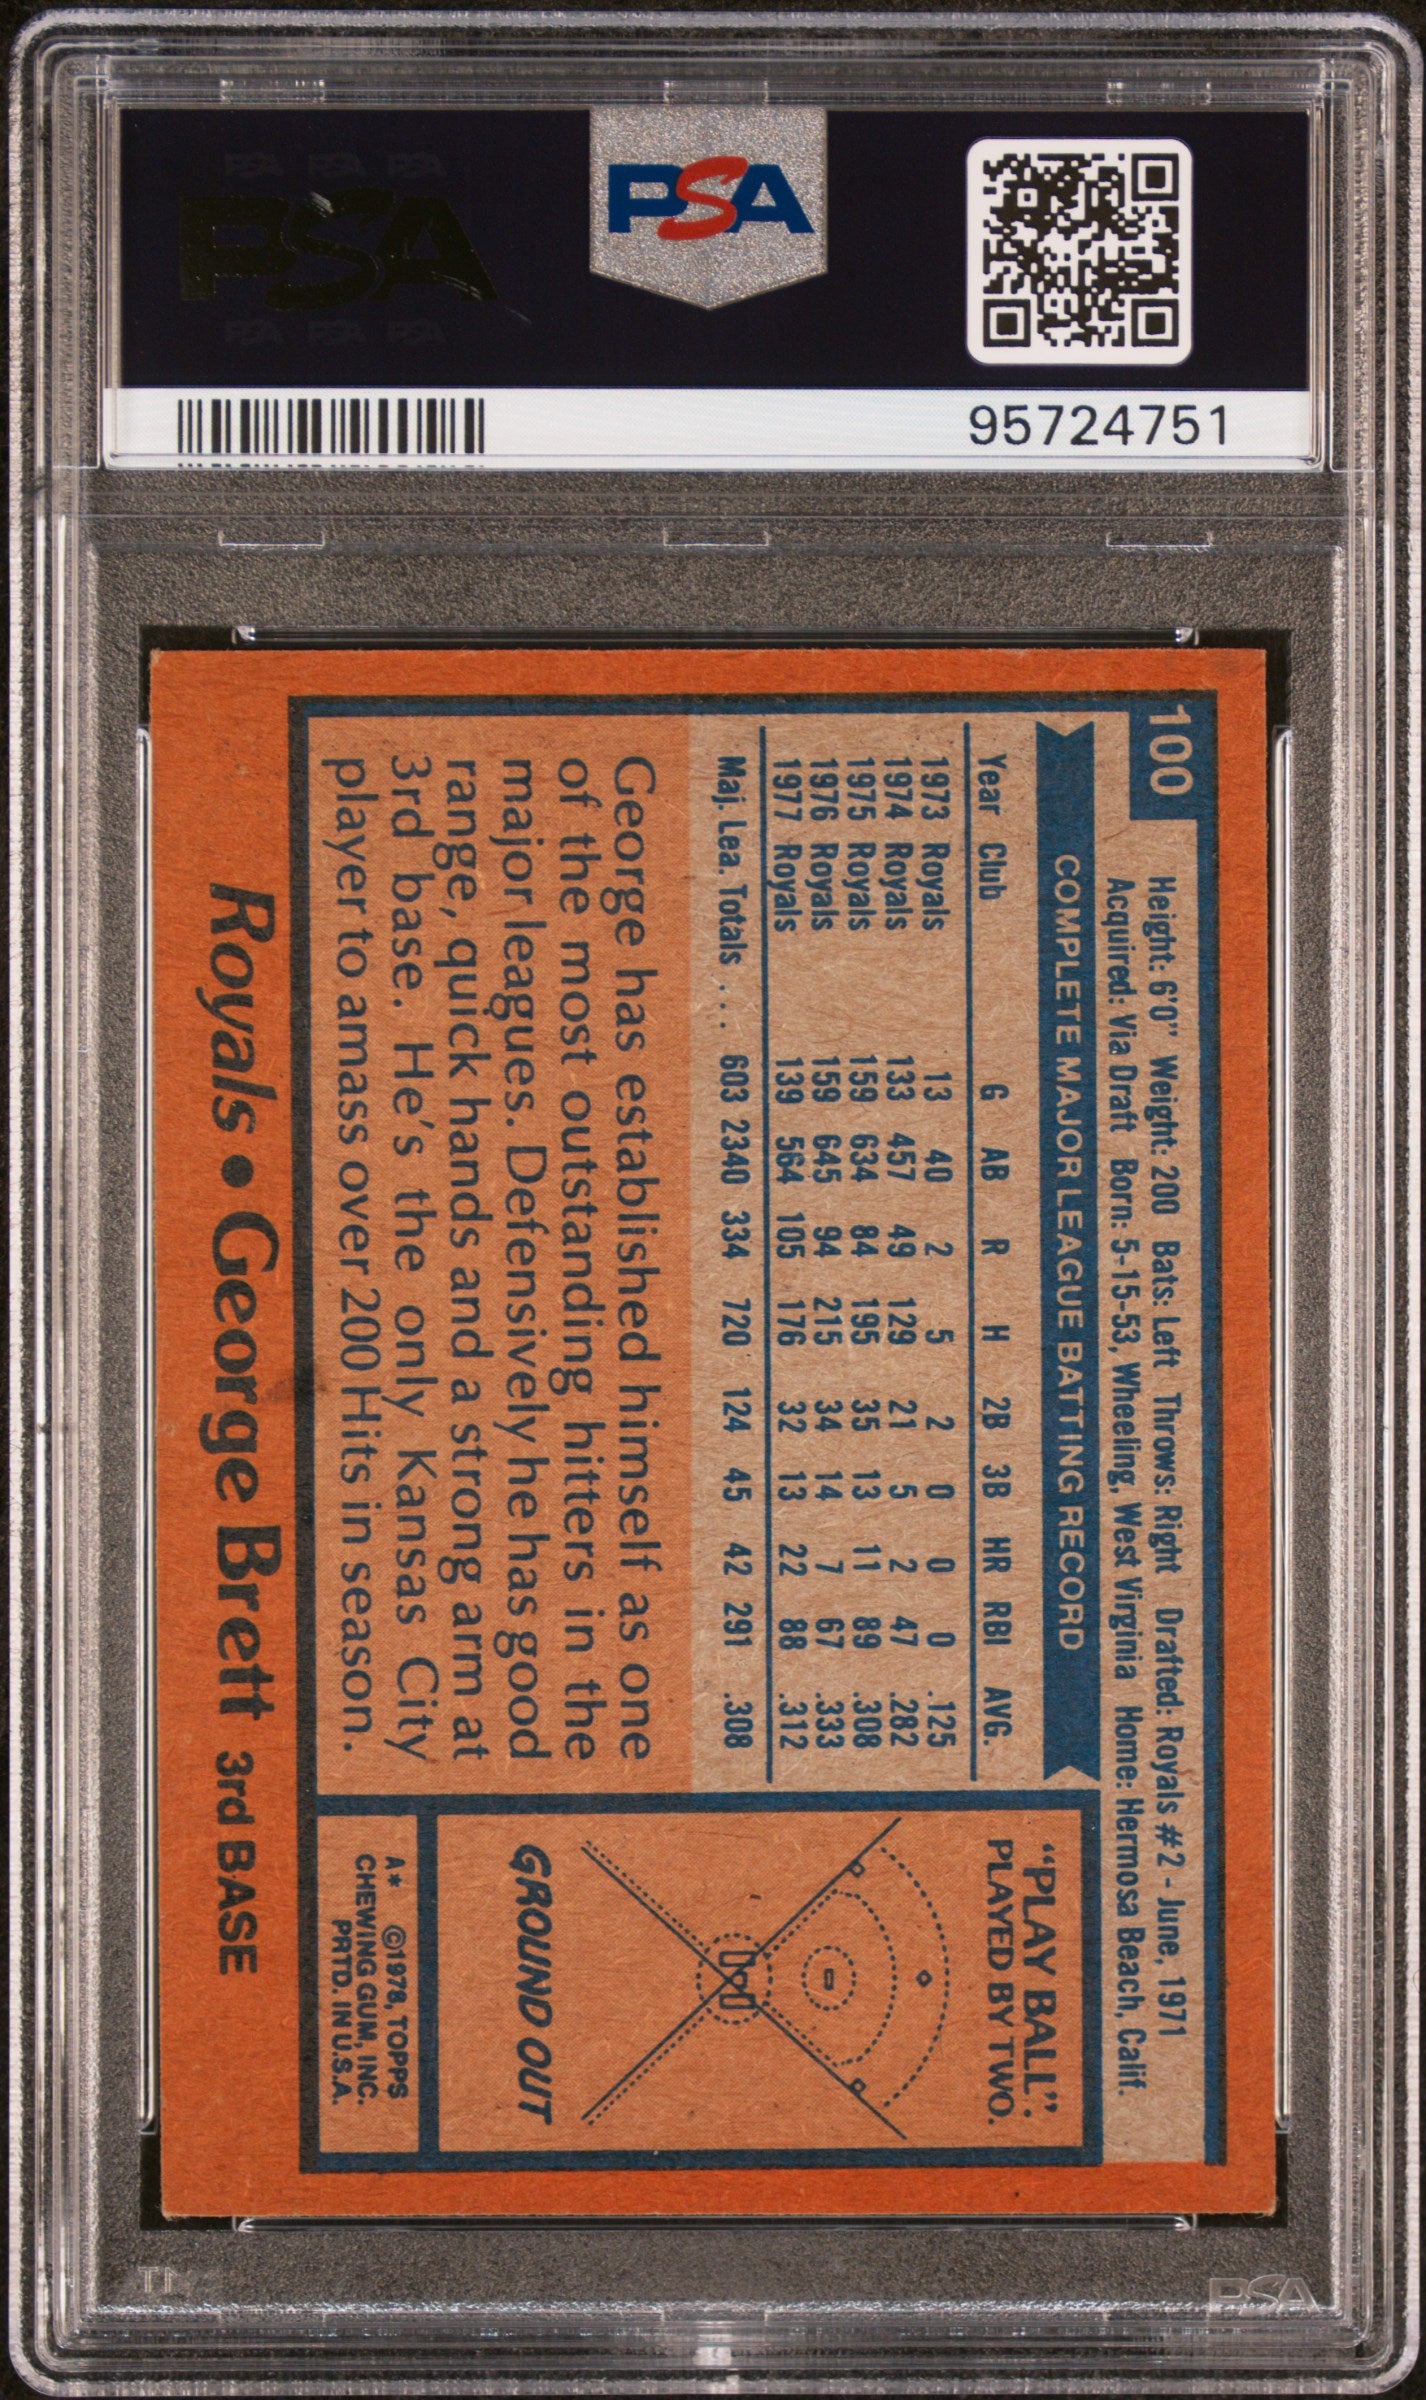 PSA PSA PSA
PSA
PSA PSA PSA
PSA
95724751
100
Height: 6'0" Weight: 200 Bats: Left Throws: Right Drafted: Royals #2 - June, 1971
Acquired: Via Draft Born: 5-15-53, Wheeling, West Virginia Home: Hermosa Beach, Calif.
COMPLETE MAJOR LEAGUE BATTING RECORD
Year Club G AB R H 2B 3B HR RBI AVG.
1973 Royals 13 40 2 5 2 0 0 0 .125
1974 Royals 133 457 49 129 21 5 2 47 .282
1975 Royals 159 634 84 195 35 13 11 89 .308
1976 Royals 159 645 94 215 34 14 7 67 .333
1977 Royals 139 564 105 176 32 13 22 88 .312
Maj. Lea. Totals . . . 603 2340 334 720 124 45 42 291 .308
George has established himself as one
of the most outstanding hitters in the
major leagues. Defensively he has good
range, quick hands and a strong arm at
3rd base. He's the only Kansas City
player to amass over 200 Hits in season.
"PLAY BALL":
PLAYED BY TWO.
GROUND OUT
A* ©1978, TOPPS
CHEWING GUM, INC.
PRTD. IN U.S.A.
Royals • George Brett 3rd BASE
PSA